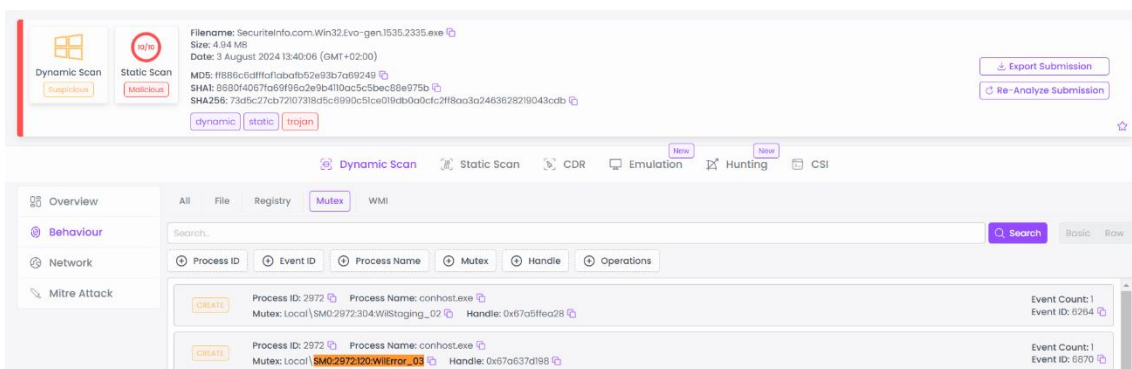 Filename: SecuriteInfo.com.Win32.Evo-gen.1535.2335.exe
10/10
Size: 4.94 MB
Date: 3 August 2024 13:40:06 (GMT+02:00)
Dynamic Scan
Static Scan
Suspicious
Malicious
MD5: ff886c6dfffaf1abafb52e93b7a69249
SHA1: 8680f4067fa69f96a2e9b4110ac5c5bec88e975b
SHA256: 73d5c27cb72107318d5c6990c51ce019db0a0cfc2ff8aa3a2463628219043cdb
dynamic static trojan
Export Submission
Re-Analyze Submission
New New
Dynamic Scan Static Scan CDR Emulation Hunting CSI
Overview
Behaviour
Network
Mitre Attack
All File Registry Mutex WMI
Search..
Search Basic Raw
Process ID Event ID Process Name Mutex Handle Operations
CREATE
Process ID: 2972 Process Name: conhost.exe
Mutex: Local\SM0:2972:304:WilStaging_02 Handle: 0x67a5ffea28
Event Count: 1
Event ID: 6264
CREATE
Process ID: 2972 Process Name: conhost.exe
Mutex: Local\SM0:2972:120:WilError_03 Handle: 0x67a637d198
Event Count: 1
Event ID: 6870